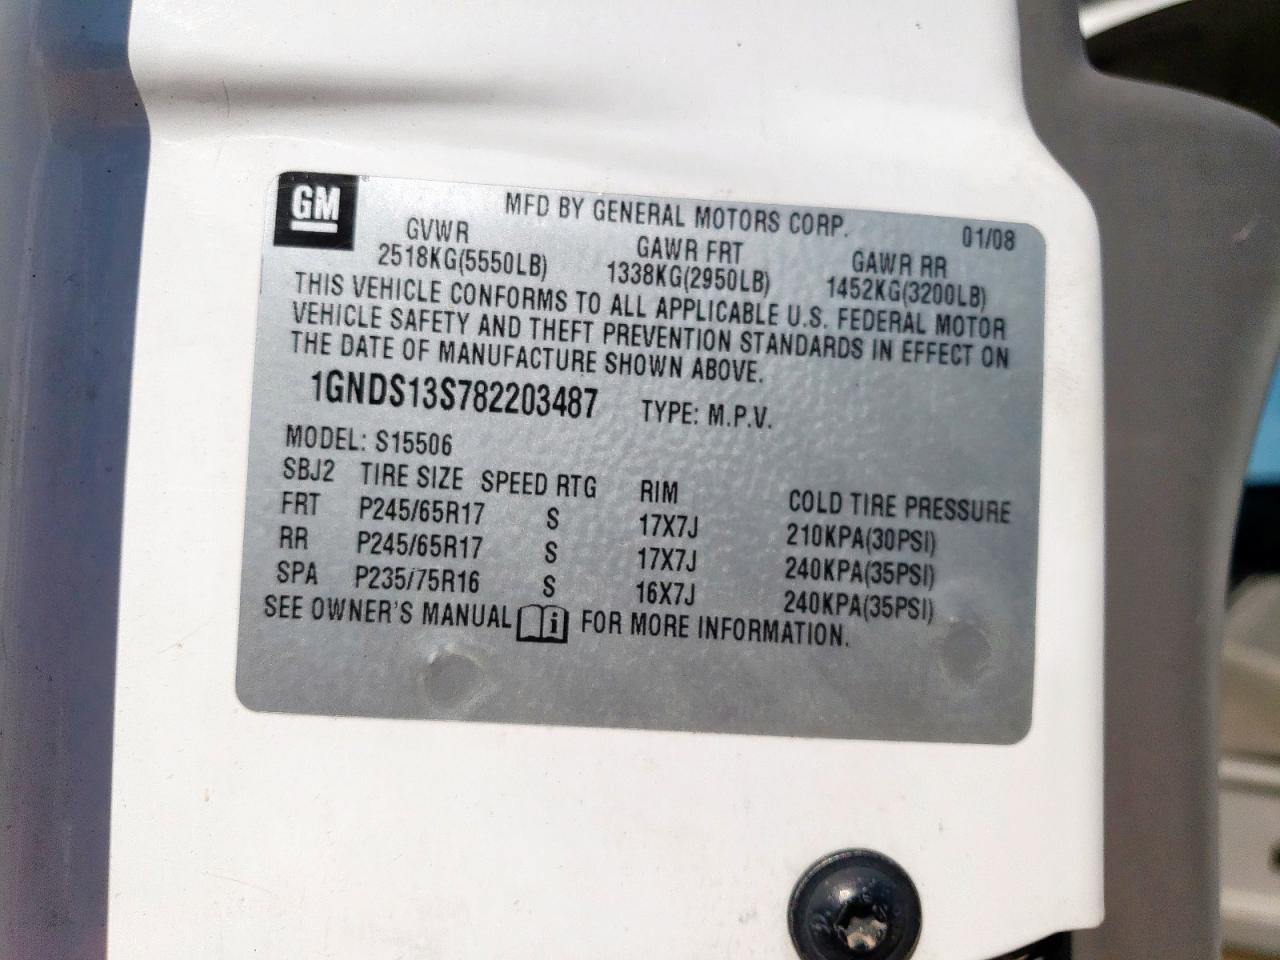 GM
MFD BY GENERAL MOTORS CORP. 01/08
GVWR GAWR FRT GAWR RR
2518KG(5550LB) 1338KG(2950LB) 1452KG(3200LB)
THIS VEHICLE CONFORMS TO ALL APPLICABLE U.S. FEDERAL MOTOR
VEHICLE SAFETY AND THEFT PREVENTION STANDARDS IN EFFECT ON
THE DATE OF MANUFACTURE SHOWN ABOVE.
1GNDS13S782203487 TYPE: M.P.V.
MODEL: S15506
SBJ2 TIRE SIZE SPEED RTG RIM COLD TIRE PRESSURE
FRT P245/65R17 S 17X7J 210KPA(30PSI)
RR P245/65R17 S 17X7J 240KPA(35PSI)
SPA P235/75R16 S 16X7J 240KPA(35PSI)
SEE OWNER'S MANUAL i FOR MORE INFORMATION.